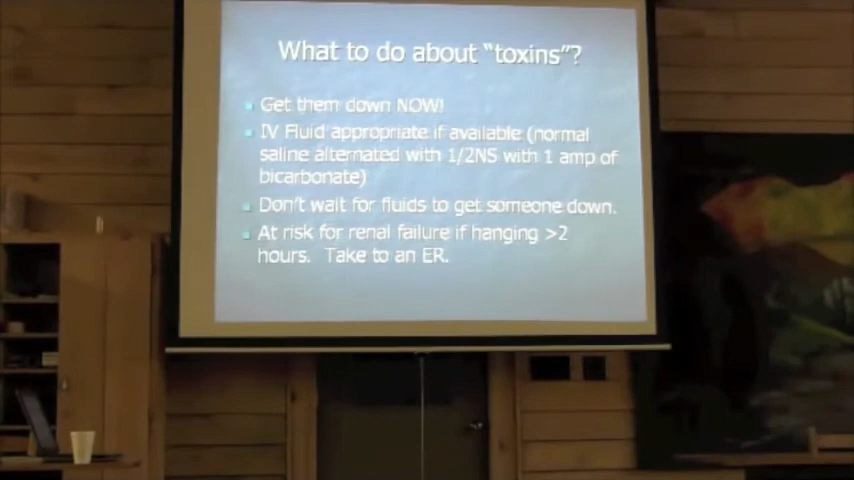 What to do about "toxins"?
Get them down NOW!
IV Fluid appropriate if available (normal
saline alternated with 1/2NS with 1 amp of
bicarbonate)
Don't wait for fluids to get someone down.
At risk for renal failure if hanging >2
hours. Take to an ER.